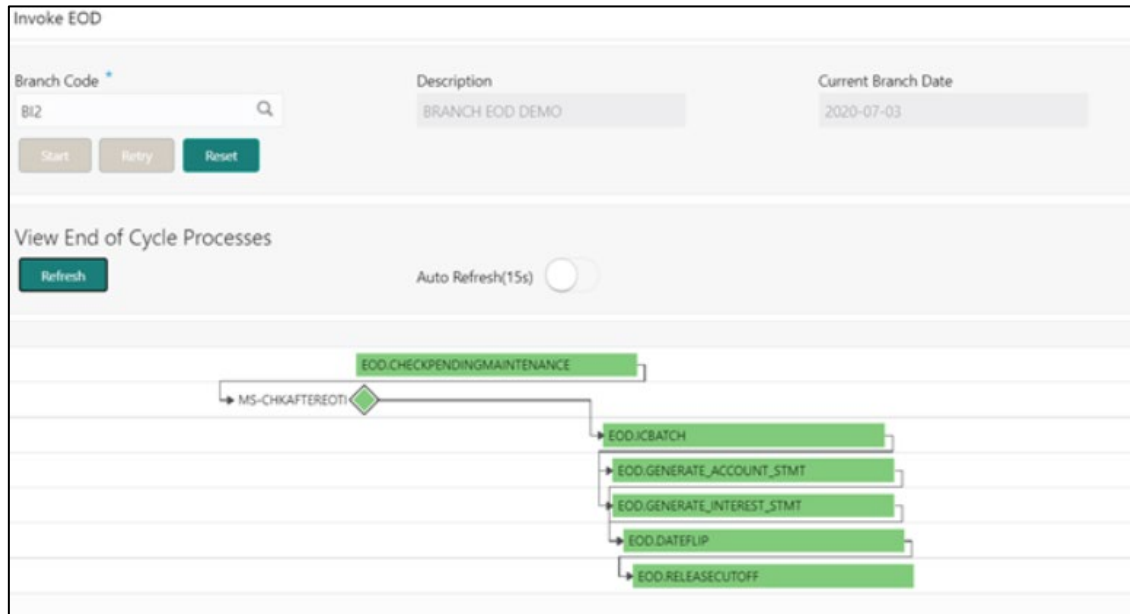 Invoke EOD
Branch Code * Description Current Branch Date
BI2 BRANCH EOD DEMO 2020-07-03
Start Retry Reset
View End of Cycle Processes
Refresh Auto Refresh(15s)
EOD.CHECKPENDINGMAINTENANCE
MS-CHKAFTEREOTI
EOD.ICBATCH
EOD.GENERATE_ACCOUNT_STMT
EOD.GENERATE_INTEREST_STMT
EOD.DATEFLIP
EOD.RELEASECUTOFF